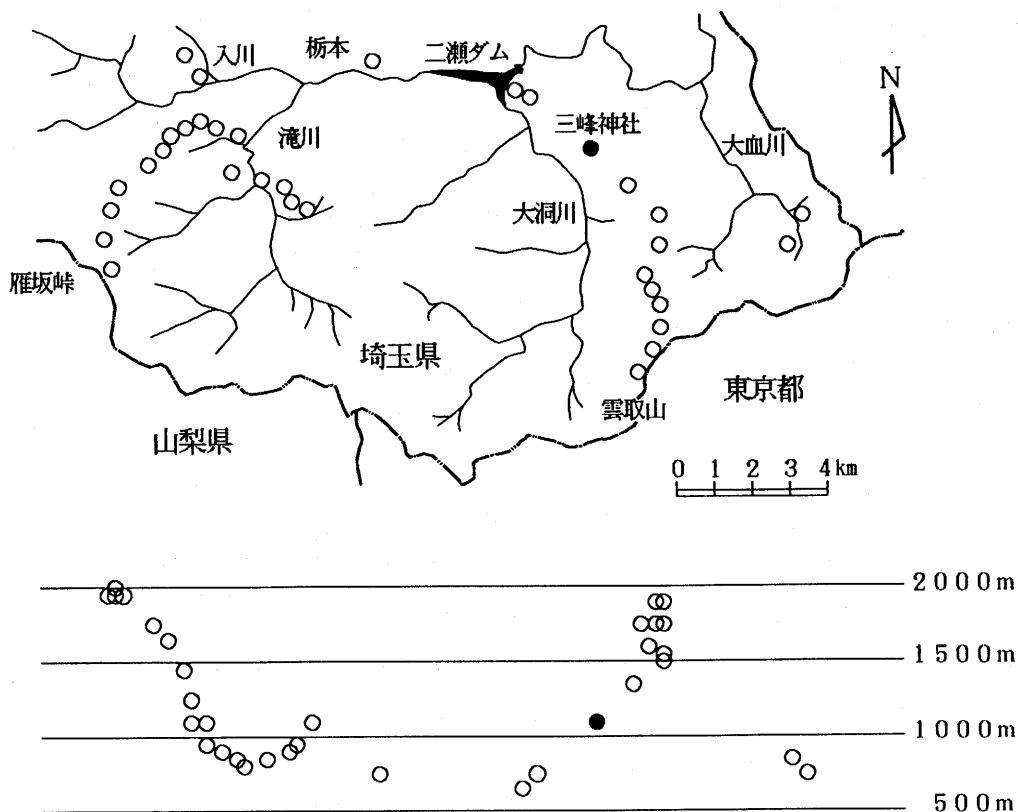 入川
栃本
二瀬ダム
N
三峰神社
大血川
滝川
大洞川
雁坂峠
埼玉県
東京都
雲取山
山梨県
0 1 2 3 4 km
2000m
1500m
1000m
500m